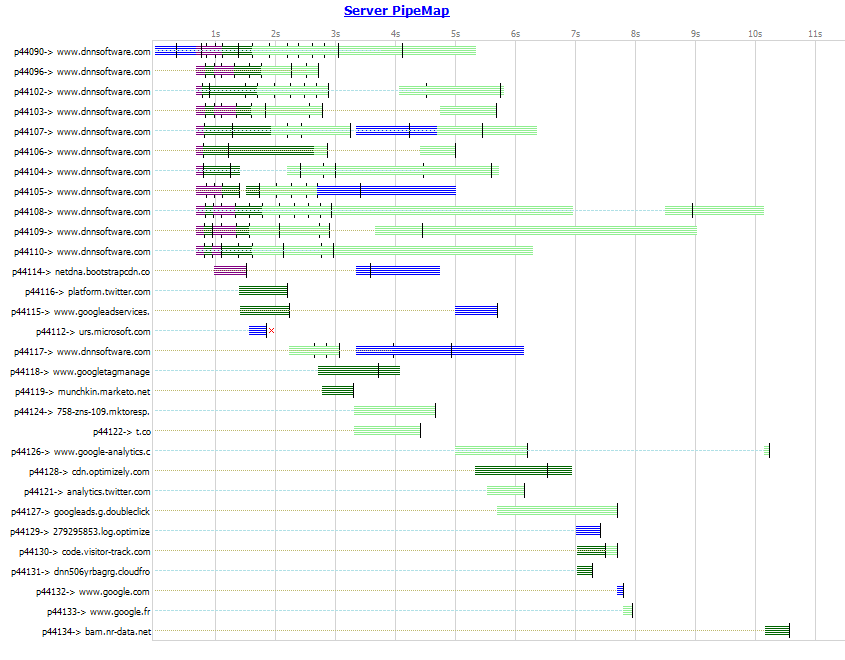 Server PipeMap
1s 2s 3s 4s 5s 6s 7s 8s 9s 10s 11s
p44090-> www.dnnsoftware.com
p44096-> www.dnnsoftware.com
p44102-> www.dnnsoftware.com
p44103-> www.dnnsoftware.com
p44107-> www.dnnsoftware.com
p44106-> www.dnnsoftware.com
p44104-> www.dnnsoftware.com
p44105-> www.dnnsoftware.com
p44108-> www.dnnsoftware.com
p44109-> www.dnnsoftware.com
p44110-> www.dnnsoftware.com
p44114-> netdna.bootstrapcdn.co
p44116-> platform.twitter.com
p44115-> www.googleadservices.
p44112-> urs.microsoft.com
p44117-> www.dnnsoftware.com
p44118-> www.googletagmanage
p44119-> munchkin.marketo.net
p44124-> 758-zns-109.mktoresp.
p44122-> t.co
p44126-> www.google-analytics.c
p44128-> cdn.optimizely.com
p44121-> analytics.twitter.com
p44127-> googleads.g.doubleclick
p44129-> 279295853.log.optimize
p44130-> code.visitor-track.com
p44131-> dnn506yrbagrg.cloudfro
p44132-> www.google.com
p44133-> www.google.fr
p44134-> bam.nr-data.net